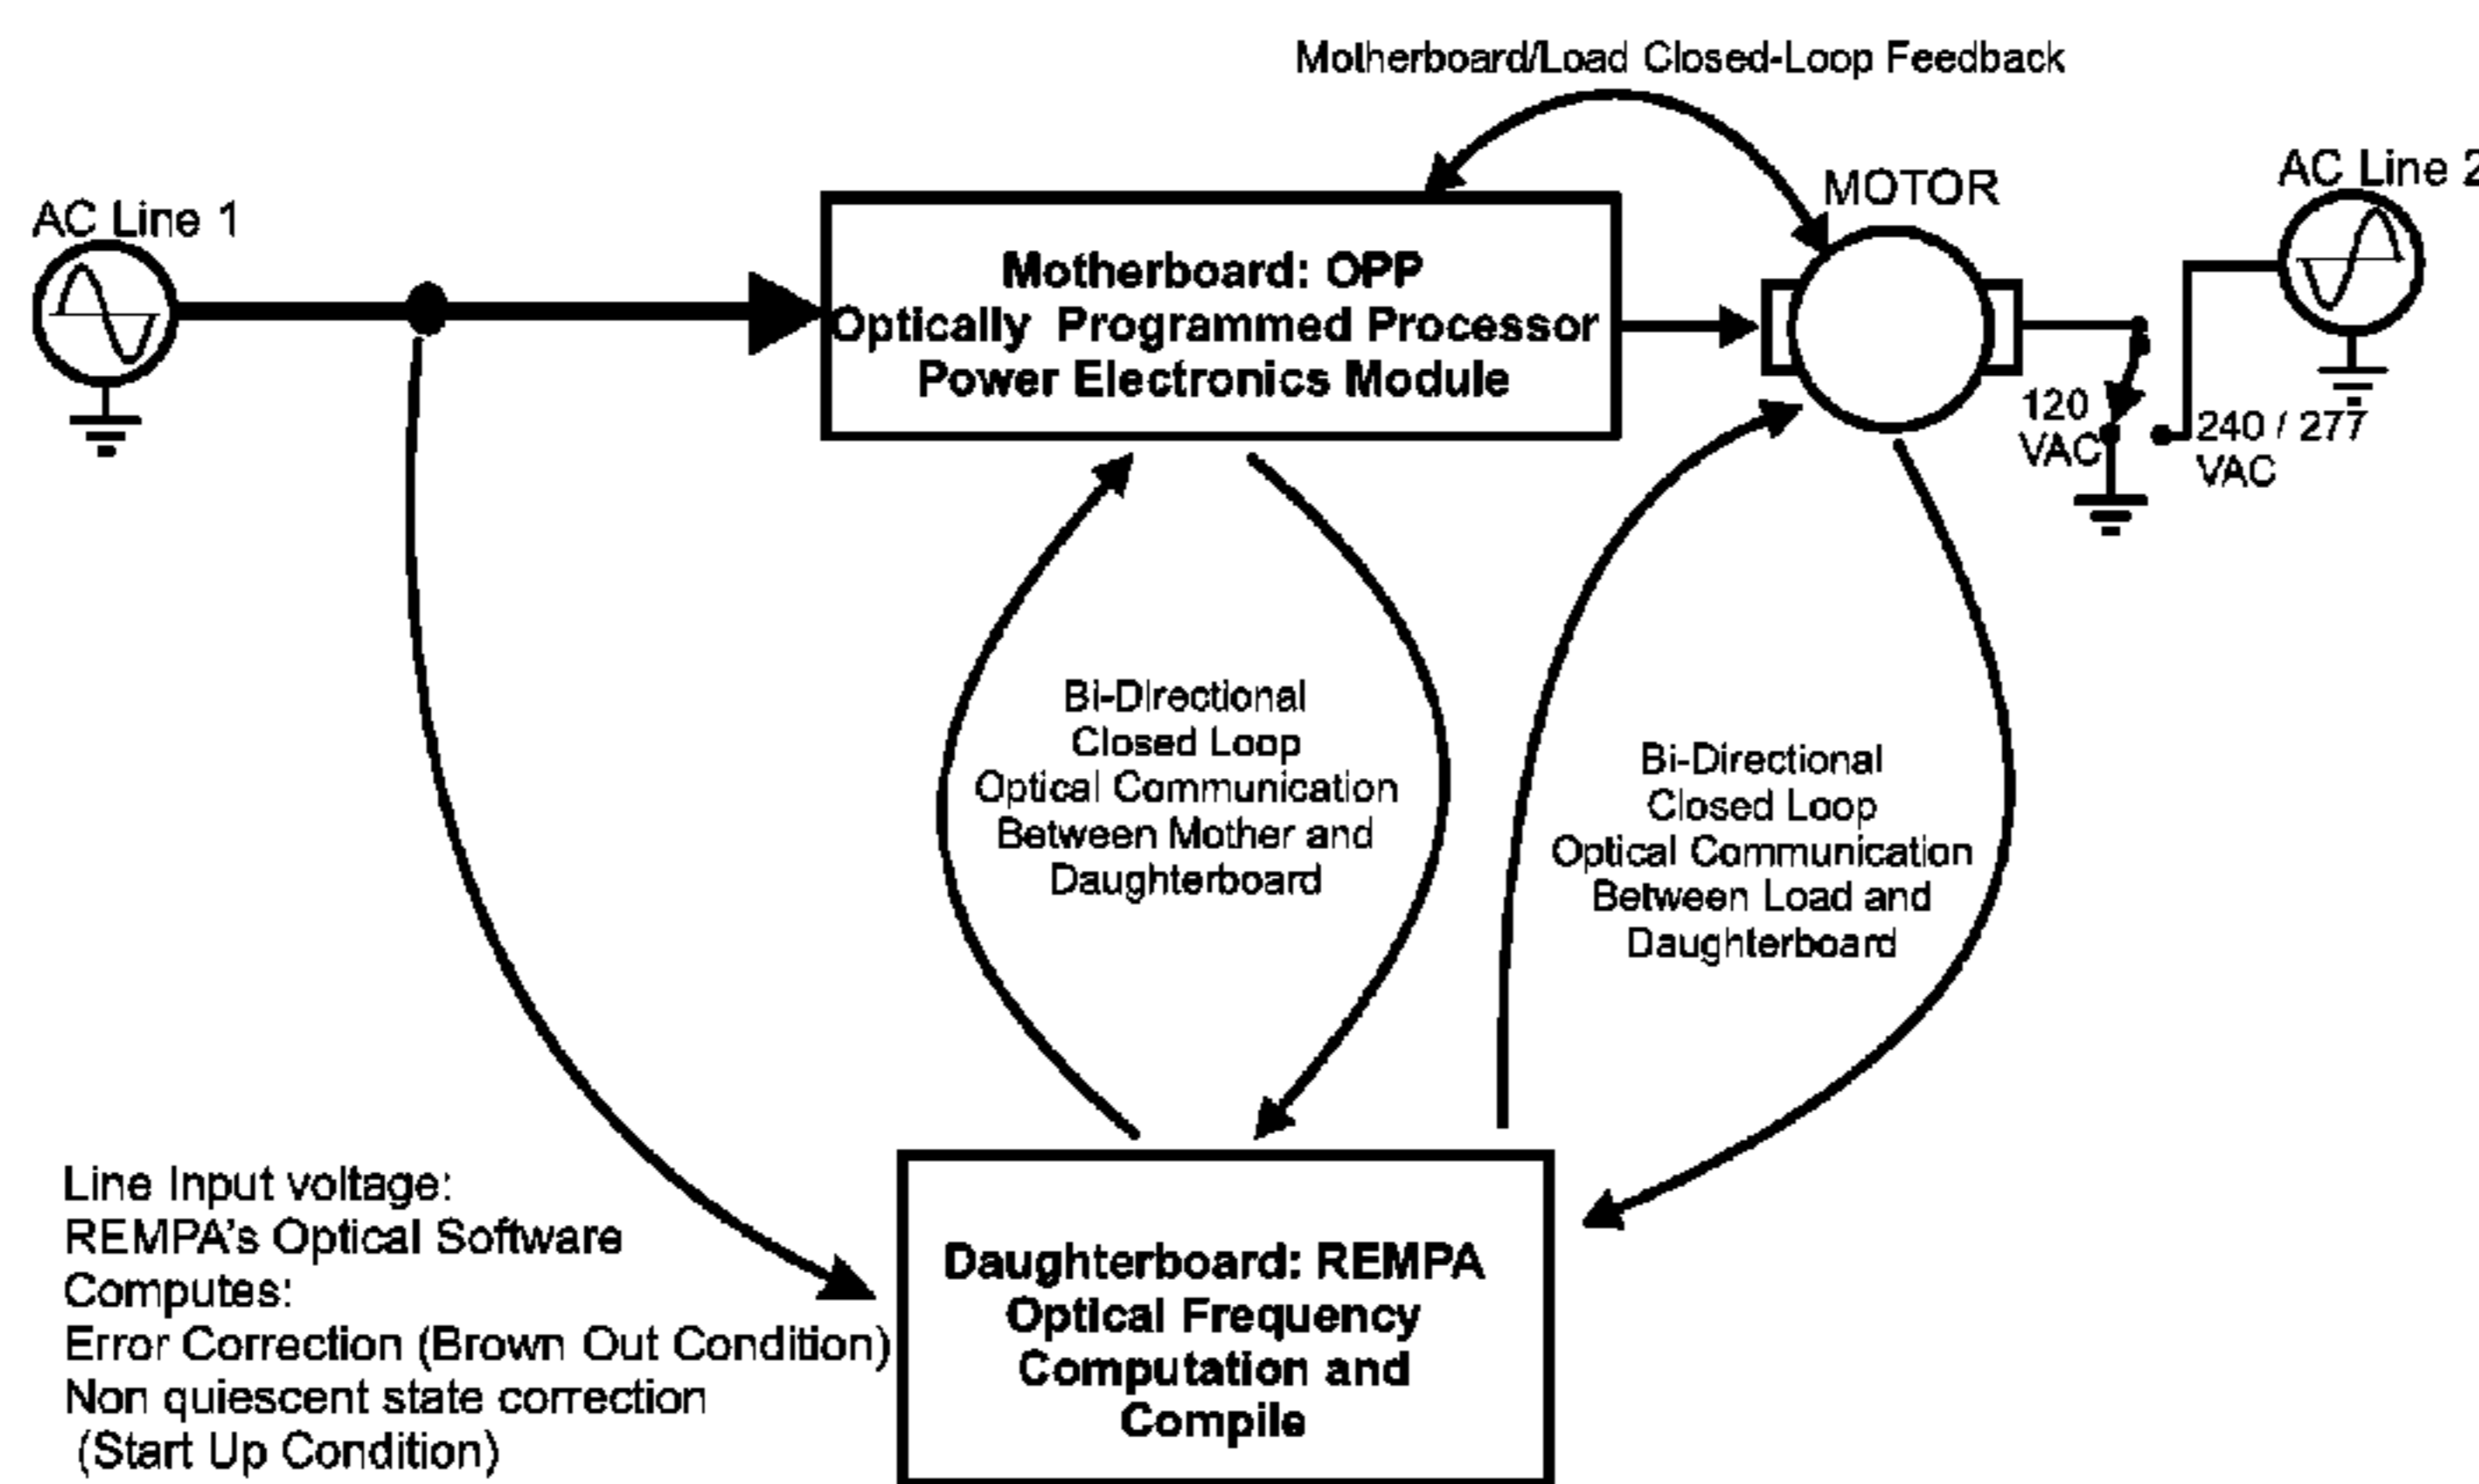 Motherboard/Load Closed-Loop Feedback
AC Line 1
MOTOR
AC Line 2
Motherboard: OPP
Optically Programmed Processor
Power Electronics Module
120
VAC
240 / 277
VAC
Bi-Directional
Closed Loop
Optical Communication
Between Mother and
Daughterboard
Bi-Directional
Closed Loop
Optical Communication
Between Load and
Daughterboard
Line Input voltage:
REMPA's Optical Software
Computes:
Error Correction (Brown Out Condition)
Non quiescent state correction
(Start Up Condition)
Daughterboard: REMPA
Optical Frequency
Computation and
Compile